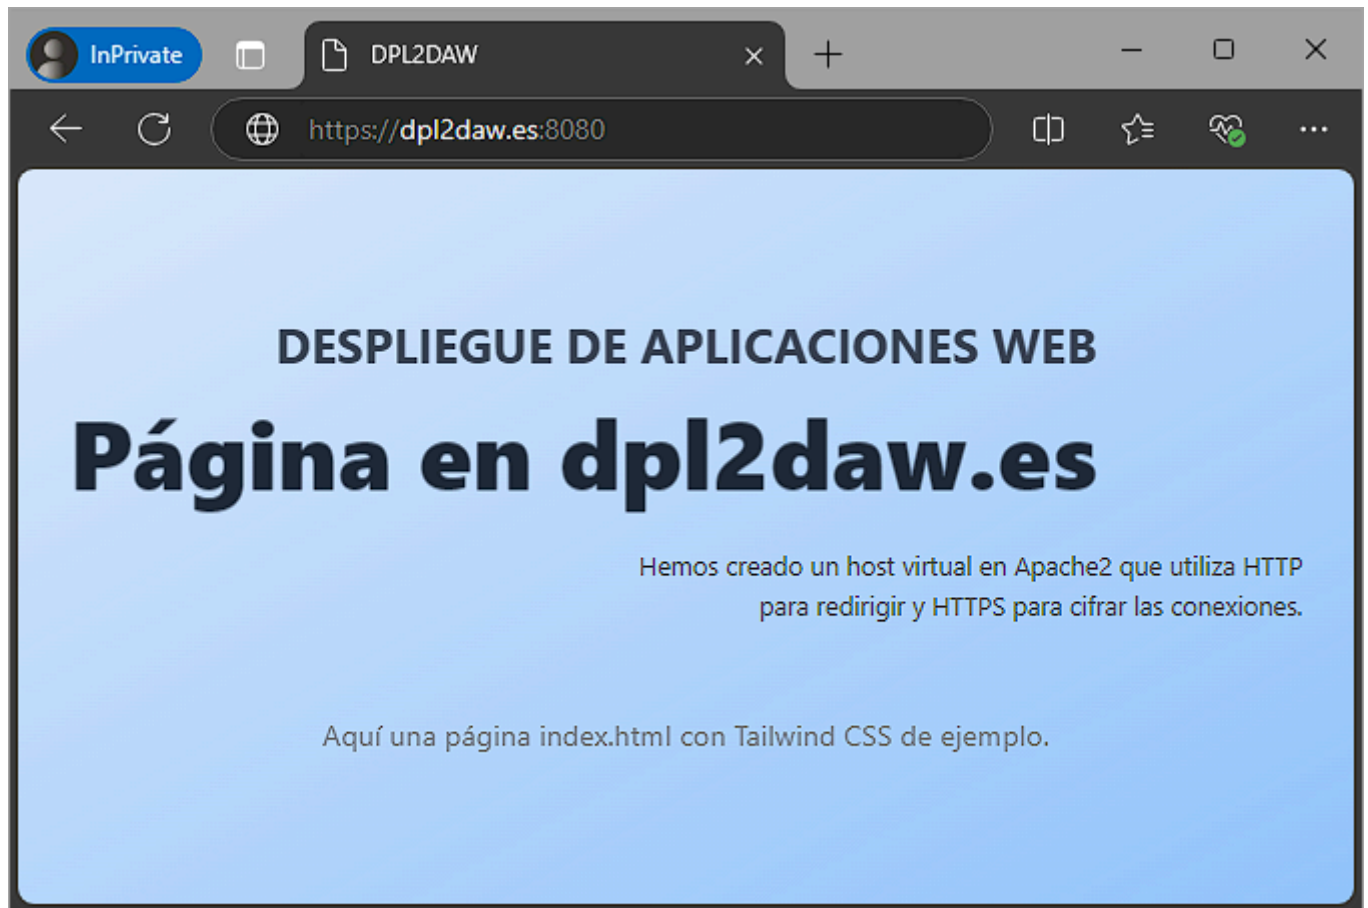 InPrivate
DPL2DAW
https://dpl2daw.es:8080
DESPLIEGUE DE APLICACIONES WEB
Página en dpl2daw.es
Hemos creado un host virtual en Apache2 que utiliza HTTP
para redirigir y HTTPS para cifrar las conexiones.
Aquí una página index.html con Tailwind CSS de ejemplo.